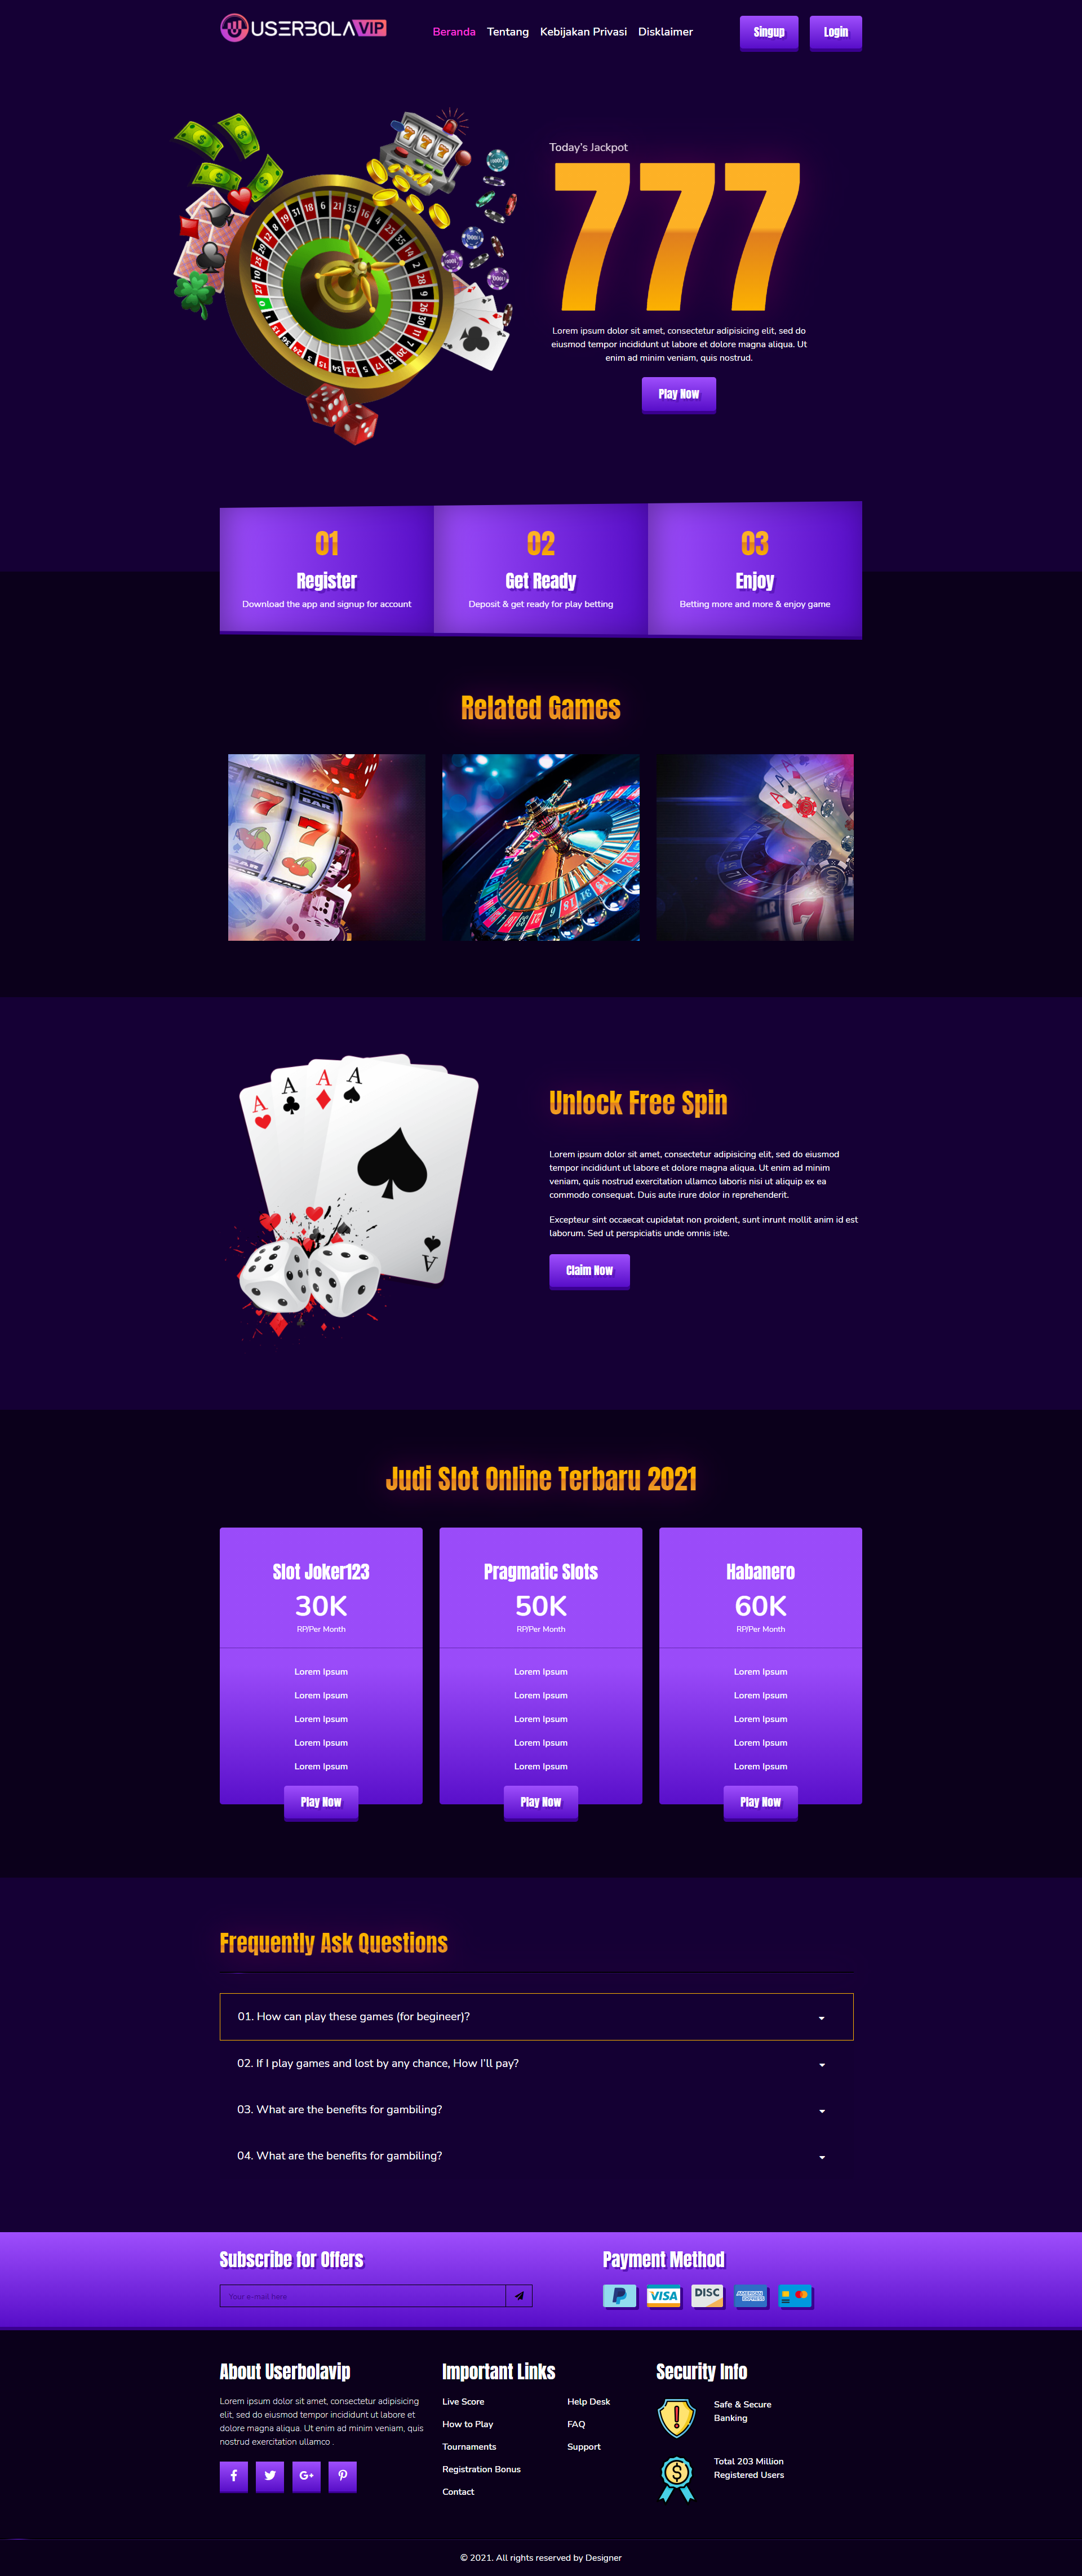 USERBOLAVIP
Beranda Tentang Kebijakan Privasi Disklaimer
Singup Login
Today's Jackpot
777
Lorem ipsum dolor sit amet, consectetur adipisicing elit, sed do
eiusmod tempor incididunt ut labore et dolore magna aliqua. Ut
enim ad minim veniam, quis nostrud.
Play Now
01
Register
Download the app and signup for account
02
Get Ready
Deposit & get ready for play betting
03
Enjoy
Betting more and more & enjoy game
Related Games
Unlock Free Spin
Lorem ipsum dolor sit amet, consectetur adipisicing elit, sed do eiusmod
tempor incididunt ut labore et dolore magna aliqua. Ut enim ad minim
veniam, quis nostrud exercitation ullamco laboris nisi ut aliquip ex ea
commodo consequat. Duis aute irure dolor in reprehenderit.
Excepteur sint occaecat cupidatat non proident, sunt inrunt mollit anim id est
laborum. Sed ut perspiciatis unde omnis iste.
Claim Now
Judi Slot Online Terbaru 2021
Slot Joker123
30K
RP/Per Month
Lorem Ipsum
Lorem Ipsum
Lorem Ipsum
Lorem Ipsum
Lorem Ipsum
Play Now
Pragmatic Slots
50K
RP/Per Month
Lorem Ipsum
Lorem Ipsum
Lorem Ipsum
Lorem Ipsum
Lorem Ipsum
Play Now
Habanero
60K
RP/Per Month
Lorem Ipsum
Lorem Ipsum
Lorem Ipsum
Lorem Ipsum
Lorem Ipsum
Play Now
Frequently Ask Questions
01. How can play these games (for begineer)?
02. If I play games and lost by any chance, How I'll pay?
03. What are the benefits for gambiling?
04. What are the benefits for gambiling?
Subscribe for Offers
Your e-mail here
Payment Method
VISA
DISC
AMERICAN
EXPRESS
About Userbolavip
Lorem ipsum dolor sit amet, consectetur adipisicing
elit, sed do eiusmod tempor incididunt ut labore et
dolore magna aliqua. Ut enim ad minim veniam, quis
nostrud exercitation ullamco .
Important Links
Live Score
How to Play
Tournaments
Registration Bonus
Contact
Help Desk
FAQ
Support
Security Info
Safe & Secure
Banking
Total 203 Million
Registered Users
© 2021. All rights reserved by Designer